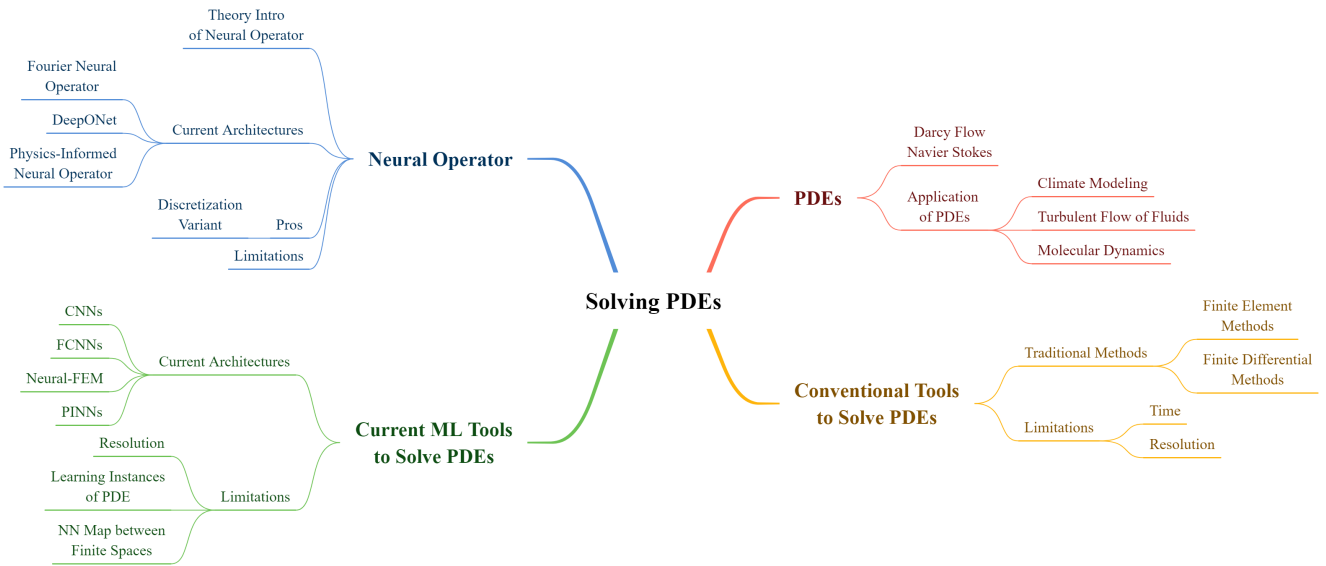 Solving PDEs
Neural Operator
Theory Intro
of Neural Operator
Current Architectures
Fourier Neural
Operator
DeepONet
Physics-Informed
Neural Operator
Pros
Discretization
Variant
Limitations
Current ML Tools
to Solve PDEs
Current Architectures
CNNs
FCNNs
Neural-FEM
PINNs
Limitations
Resolution
Learning Instances
of PDE
NN Map between
Finite Spaces
PDEs
Darcy Flow
Navier Stokes
Application
of PDEs
Climate Modeling
Turbulent Flow of Fluids
Molecular Dynamics
Conventional Tools
to Solve PDEs
Traditional Methods
Finite Element
Methods
Finite Differential
Methods
Limitations
Time
Resolution